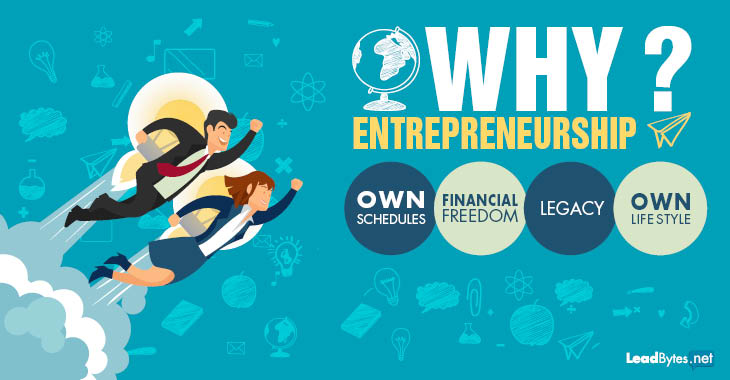 WHY ?
ENTREPRENEURSHIP
OWN
SCHEDULES
FINANCIAL
FREEDOM
LEGACY
OWN
LIFE STYLE
LeadBytes.net